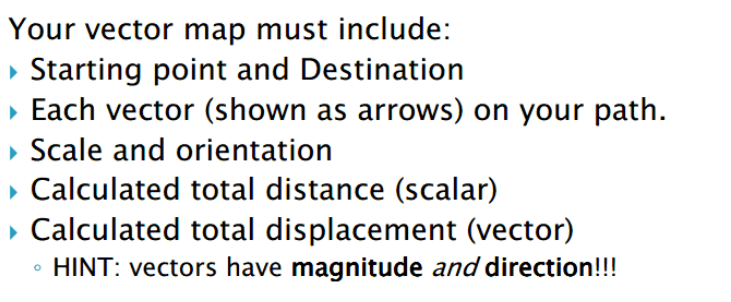 Your vector map must include:
Starting point and Destination
Each vector (shown as arrows) on your path.
Scale and orientation
Calculated total distance (scalar)
Calculated total displacement (vector)
HINT: vectors have magnitude and direction!!!